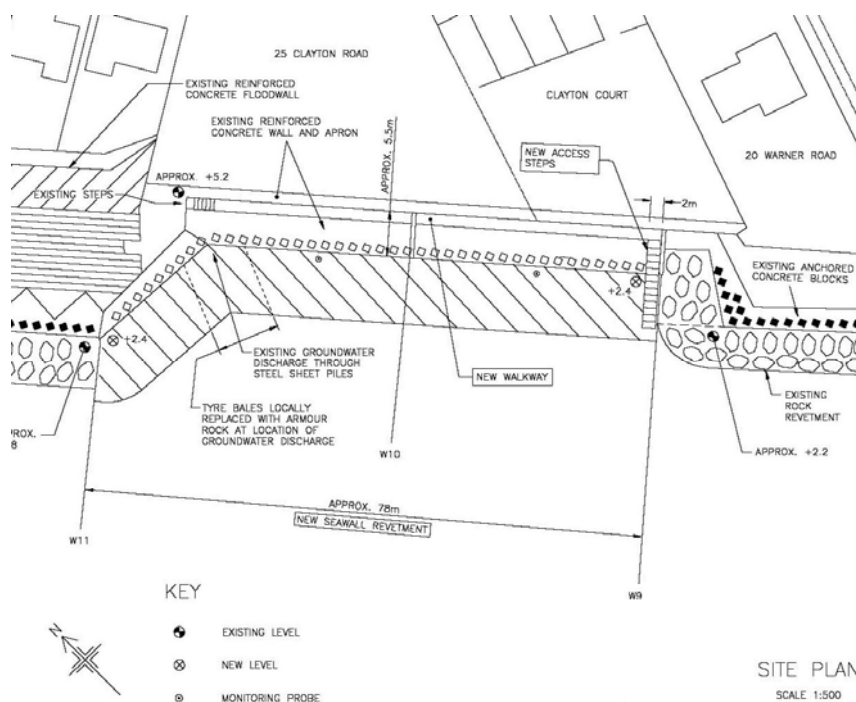 25 CLAYTON ROAD
EXISTING REINFORCED
CONCRETE FLOODWALL
CLAYTON COURT
EXISTING REINFORCED
CONCRETE WALL AND APRON
APPROX. 5.5m
NEW ACCESS
STEPS
20 WARNER ROAD
APPROX. +5.2
EXISTING STEPS
2m
EXISTING ANCHORED
CONCRETE BLOCKS
+2.4
+2.4
EXISTING GROUNDWATER
DISCHARGE THROUGH
STEEL SHEET PILES
NEW WALKWAY
EXISTING
ROCK
REVETMENT
TYRE BALES LOCALLY
REPLACED WITH ARMOUR
ROCK AT LOCATION OF
GROUNDWATER DISCHARGE
PROX.
8
W10
APPROX. +2.2
APPROX. 78m
NEW SEAWALL REVETMENT
W11
W9
KEY
N
EXISTING LEVEL
NEW LEVEL
MONITORING PROBE
SITE PLAN
SCALE 1:500